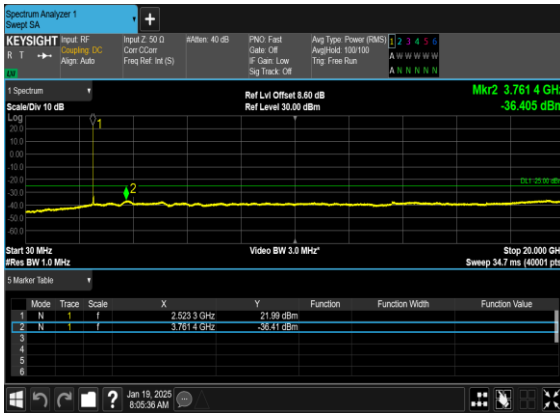 Spectrum Analyzer 1
Swept SA
+
KEYSIGHT
R T
LNI
Input: RF
Coupling: DC
Align: Auto
Input Z: 50 Ω
Corr CCorr
Freq Ref: Int (S)
#Atten: 40 dB
PNO: Fast
Gate: Off
IF Gain: Low
Sig Track: Off
Avg Type: Power (RMS)
Avg|Hold: 100/100
Trig: Free Run
1 2 3 4 5 6
A W W W W W
A N N N N N
1 Spectrum
Scale/Div 10 dB
Ref Lvl Offset 8.60 dB
Ref Level 30.00 dBm
Mkr2 3.761 4 GHz
-36.405 dBm
Log
20.0
10.0
0.00
-10.0
-20.0
-30.0
-40.0
-50.0
-60.0
1
2
DL1 -25.00 dBm
Start 30 MHz
#Res BW 1.0 MHz
Video BW 3.0 MHz*
Stop 20.000 GHz
Sweep 34.7 ms (40001 pts)
5 Marker Table
Mode Trace Scale X Y Function Function Width Function Value
1 N 1 f 2.523 3 GHz 21.99 dBm
2 N 1 f 3.761 4 GHz -36.41 dBm
3
4
5
6
?
Jan 19, 2025
8:05:36 AM